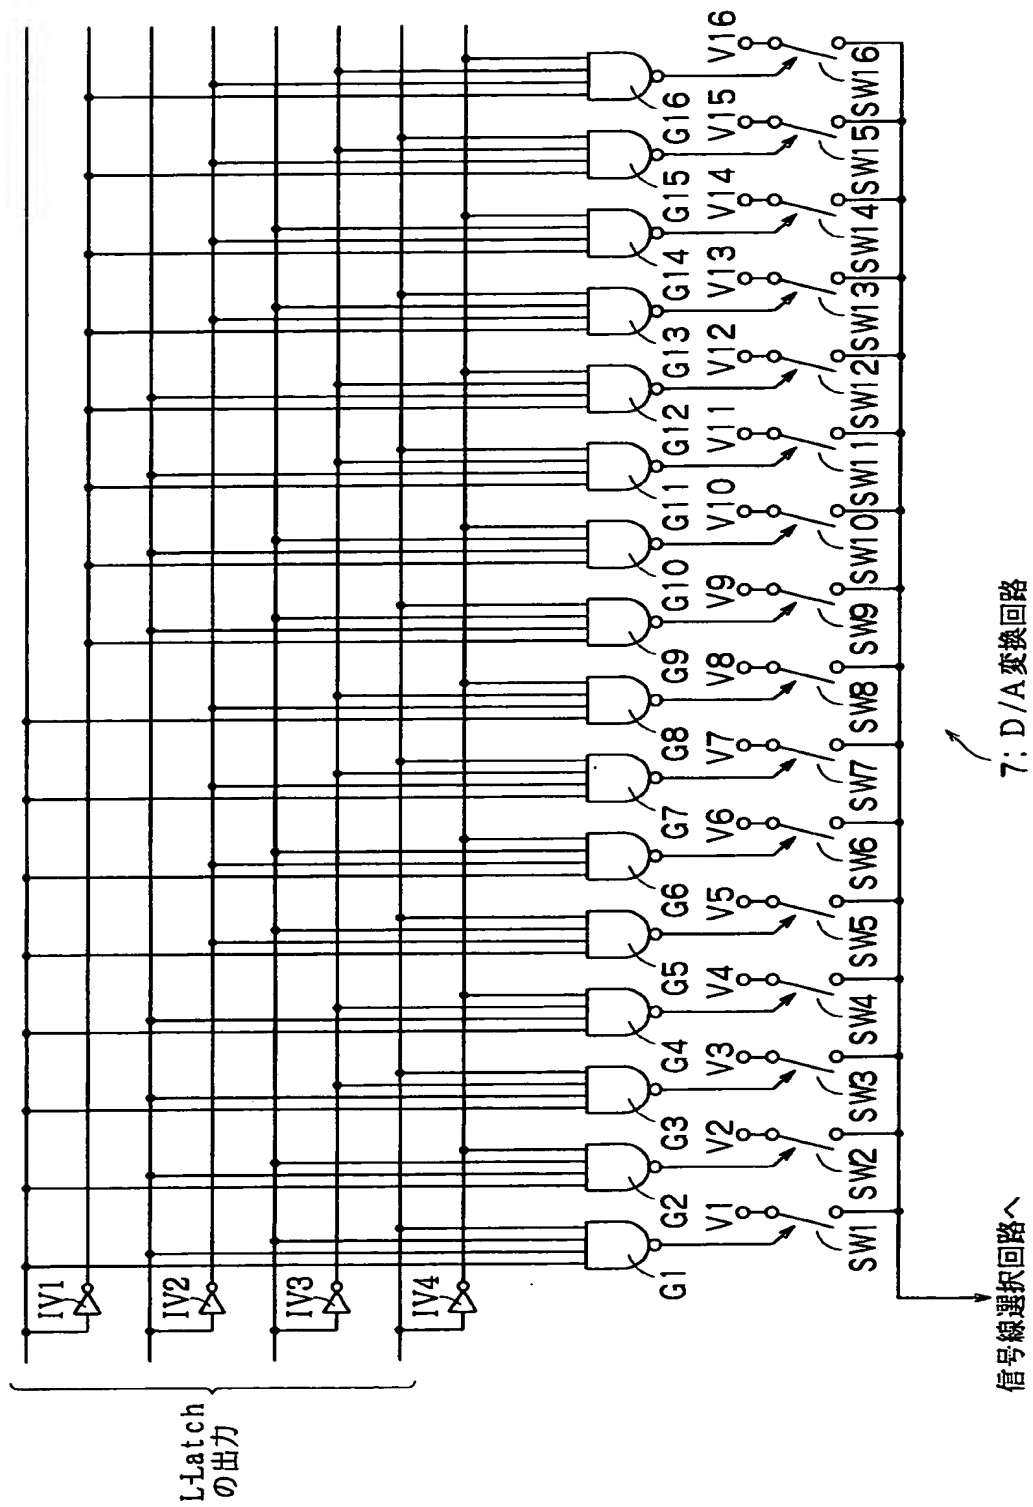 L-Latch
の出力
IV1
IV2
IV3
IV4
G1
G2
G3
G4
G5
G6
G7
G8
G9
G10
G11
G12
G13
G14
G15
G16
V1
V2
V3
V4
V5
V6
V7
V8
V9
V10
V11
V12
V13
V14
V15
V16
SW1
SW2
SW3
SW4
SW5
SW6
SW7
SW8
SW9
SW10
SW11
SW12
SW13
SW14
SW15
SW16
信号線選択回路へ
7: D/A変換回路